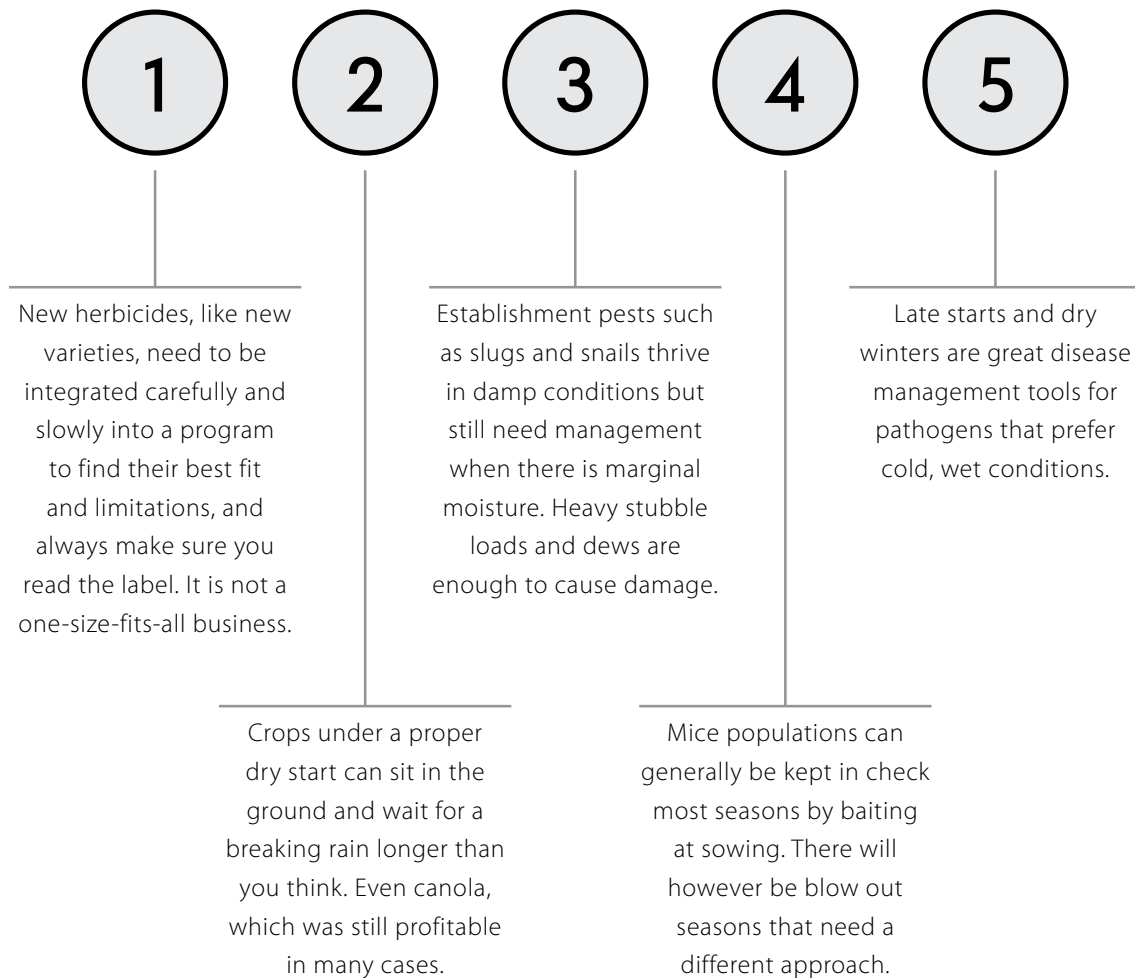 1
New herbicides, like new
varieties, need to be
integrated carefully and
slowly into a program
to find their best fit
and limitations, and
always make sure you
read the label. It is not a
one-size-fits-all business.
2
Crops under a proper
dry start can sit in the
ground and wait for a
breaking rain longer than
you think. Even canola,
which was still profitable
in many cases.
3
Establishment pests such
as slugs and snails thrive
in damp conditions but
still need management
when there is marginal
moisture. Heavy stubble
loads and dews are
enough to cause damage.
4
Mice populations can
generally be kept in check
most seasons by baiting
at sowing. There will
however be blow out
seasons that need a
different approach.
5
Late starts and dry
winters are great disease
management tools for
pathogens that prefer
cold, wet conditions.